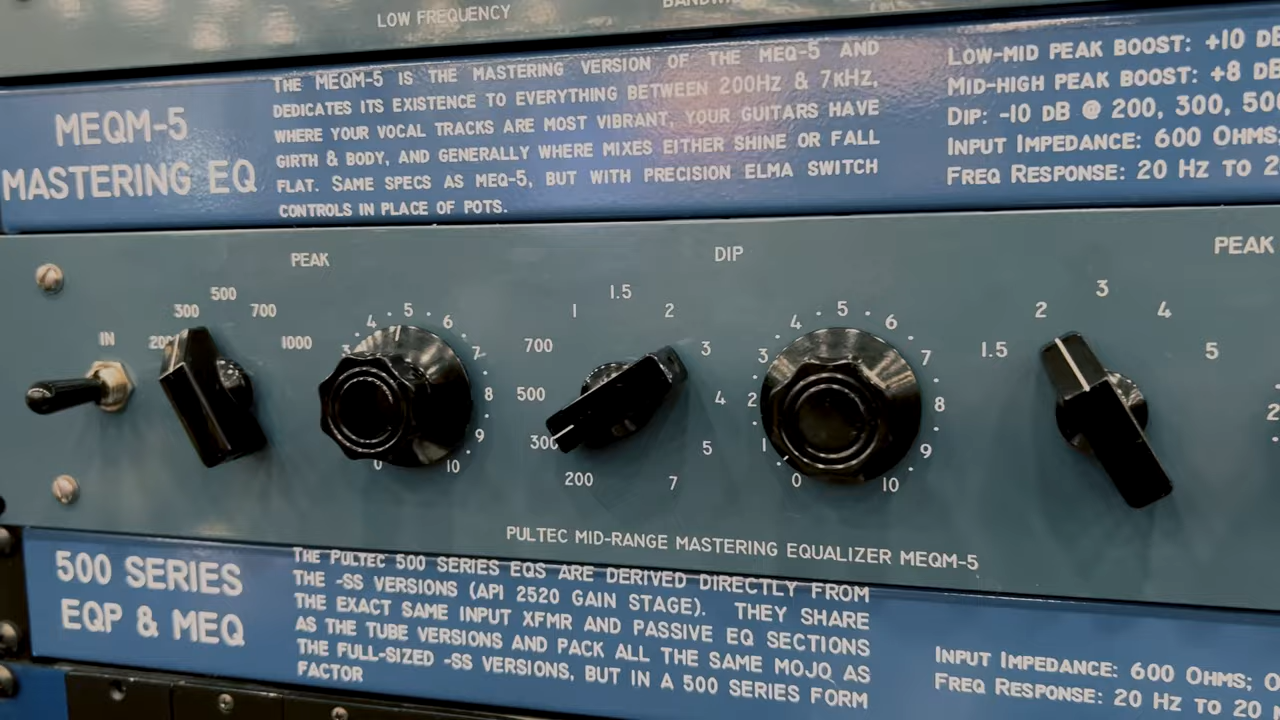 LOW FREQUENCY
MEQM-5
MASTERING EQ
THE MEQM-5 IS THE MASTERING VERSION OF THE MEQ-5 AND
DEDICATES ITS EXISTENCE TO EVERYTHING BETWEEN 200HZ & 7KHZ,
WHERE YOUR VOCAL TRACKS ARE MOST VIBRANT, YOUR GUITARS HAVE
GIRTH & BODY, AND GENERALLY WHERE MIXES EITHER SHINE OR FALL
FLAT. SAME SPECS AS MEQ-5, BUT WITH PRECISION ELMA SWITCH
CONTROLS IN PLACE OF POTS.
LOW-MID PEAK BOOST: +10 DB
MID-HIGH PEAK BOOST: +8 DB
DIP: -10 DB @ 200, 300, 500
INPUT IMPEDANCE: 600 OHMS;
FREQ RESPONSE: 20 HZ TO 2
PEAK
DIP
PEAK
IN
200 300 500 700 1000
0 3 4 5 6 7 8 9 10
200 300 500 700 1 1.5 2 3 4 5 7
0 1 2 3 4 5 6 7 8 9 10
1.5 2 3 4 5
2
PULTEC MID-RANGE MASTERING EQUALIZER MEQM-5
500 SERIES
EQP & MEQ
THE PULTEC 500 SERIES EQS ARE DERIVED DIRECTLY FROM
THE -SS VERSIONS (API 2520 GAIN STAGE). THEY SHARE
THE EXACT SAME INPUT XFMR AND PASSIVE EQ SECTIONS
AS THE TUBE VERSIONS AND PACK ALL THE SAME MOJO AS
THE FULL-SIZED -SS VERSIONS, BUT IN A 500 SERIES FORM
FACTOR
INPUT IMPEDANCE: 600 OHMS; O
FREQ RESPONSE: 20 HZ TO 20